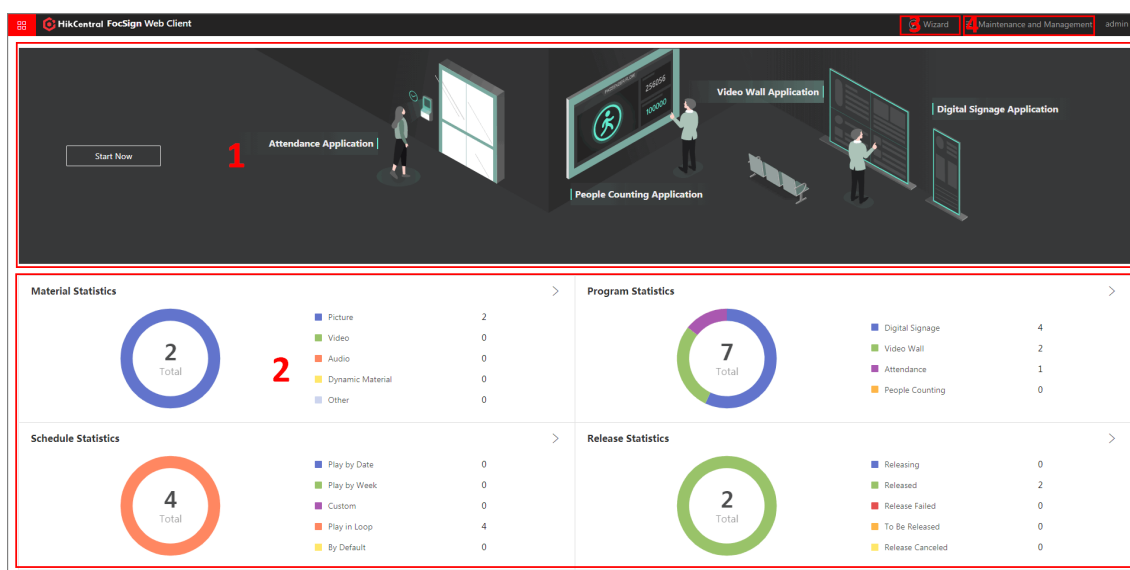 HikCentral FocSign Web Client
3 Wizard
4 Maintenance and Management
admin
Start Now
1
Attendance Application
256056
100000
People Counting Application
Video Wall Application
Digital Signage Application
Material Statistics
2
Total
2
Picture 2
Video 0
Audio 0
Dynamic Material 0
Other 0
Program Statistics
7
Total
Digital Signage 4
Video Wall 2
Attendance 1
People Counting 0
Schedule Statistics
4
Total
Play by Date 0
Play by Week 0
Custom 0
Play in Loop 4
By Default 0
Release Statistics
2
Total
Releasing 0
Released 2
Release Failed 0
To Be Released 0
Release Canceled 0